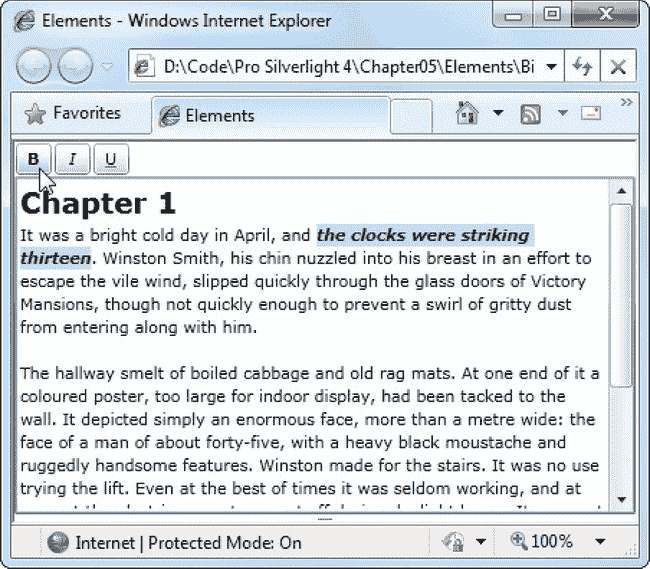 Elements - Windows Internet Explorer
D:\Code\Pro Silverlight 4\Chapter05\Elements\Bi
Favorites
Elements
B I U
Chapter 1
It was a bright cold day in April, and the clocks were striking
thirteen. Winston Smith, his chin nuzzled into his breast in an effort to
escape the vile wind, slipped quickly through the glass doors of Victory
Mansions, though not quickly enough to prevent a swirl of gritty dust
from entering along with him.
The hallway smelt of boiled cabbage and old rag mats. At one end of it a
coloured poster, too large for indoor display, had been tacked to the
wall. It depicted simply an enormous face, more than a metre wide: the
face of a man of about forty-five, with a heavy black moustache and
ruggedly handsome features. Winston made for the stairs. It was no use
trying the lift. Even at the best of times it was seldom working, and at
Internet | Protected Mode: On
100%